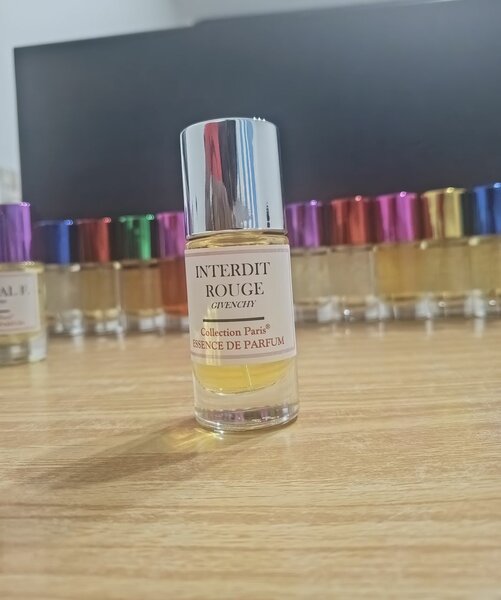 INTERDIT
ROUGE
GIVENCHY
Collection Paris®
ESSENCE DE PARFUM